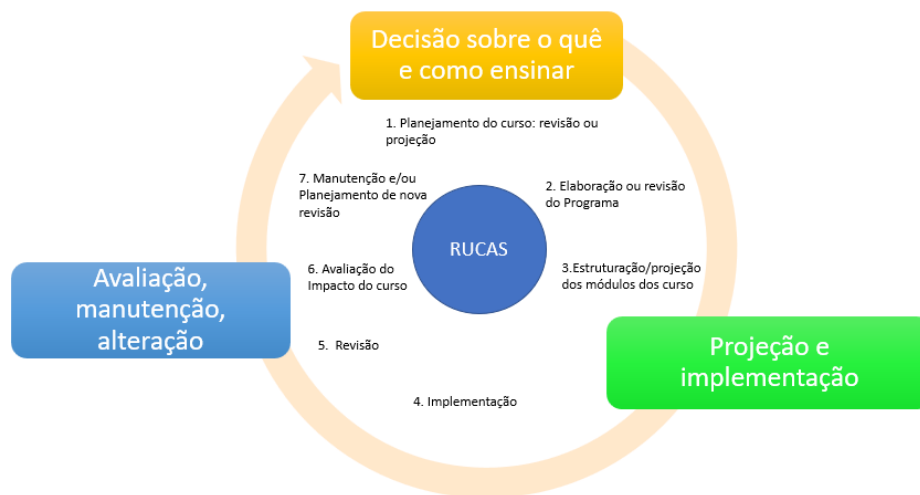 Decisão sobre o quê
e como ensinar
1. Planejamento do curso: revisão ou
projeção
7. Manutenção e/ou
Planejamento de nova
revisão
2. Elaboração ou revisão
do Programa
RUCAS
6. Avaliação do
Impacto do curso
3.Estruturação/projeção
dos módulos dos curso
Avaliação,
manutenção,
alteração
5. Revisão
Projeção e
implementação
4. Implementação